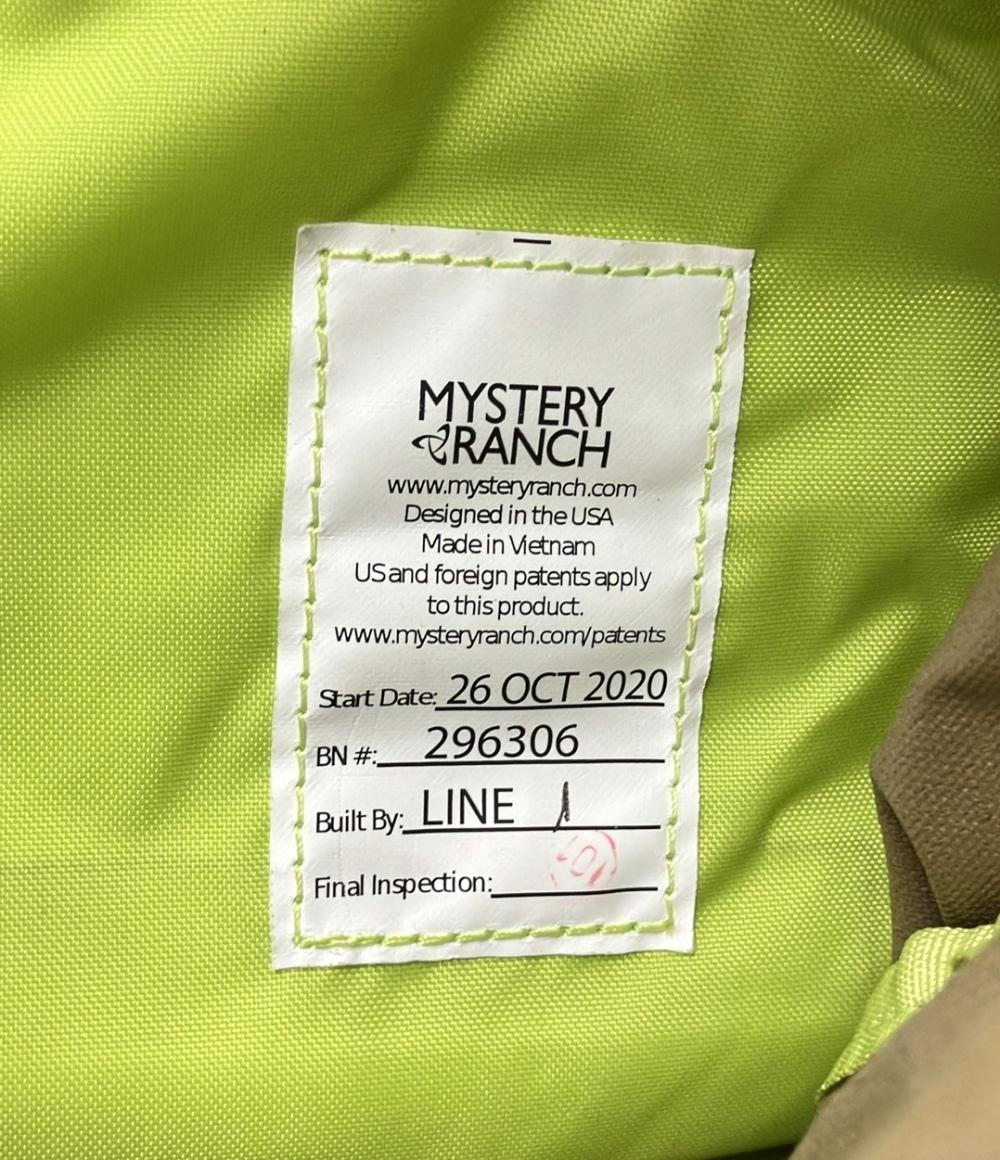 MYSTERY
RANCH
www.mysteryranch.com
Designed in the USA
Made in Vietnam
US and foreign patents apply
to this product.
www.mysteryranch.com/patents
Start Date: 26 OCT 2020
BN #: 296306
Built By: LINE 1
Final Inspection: